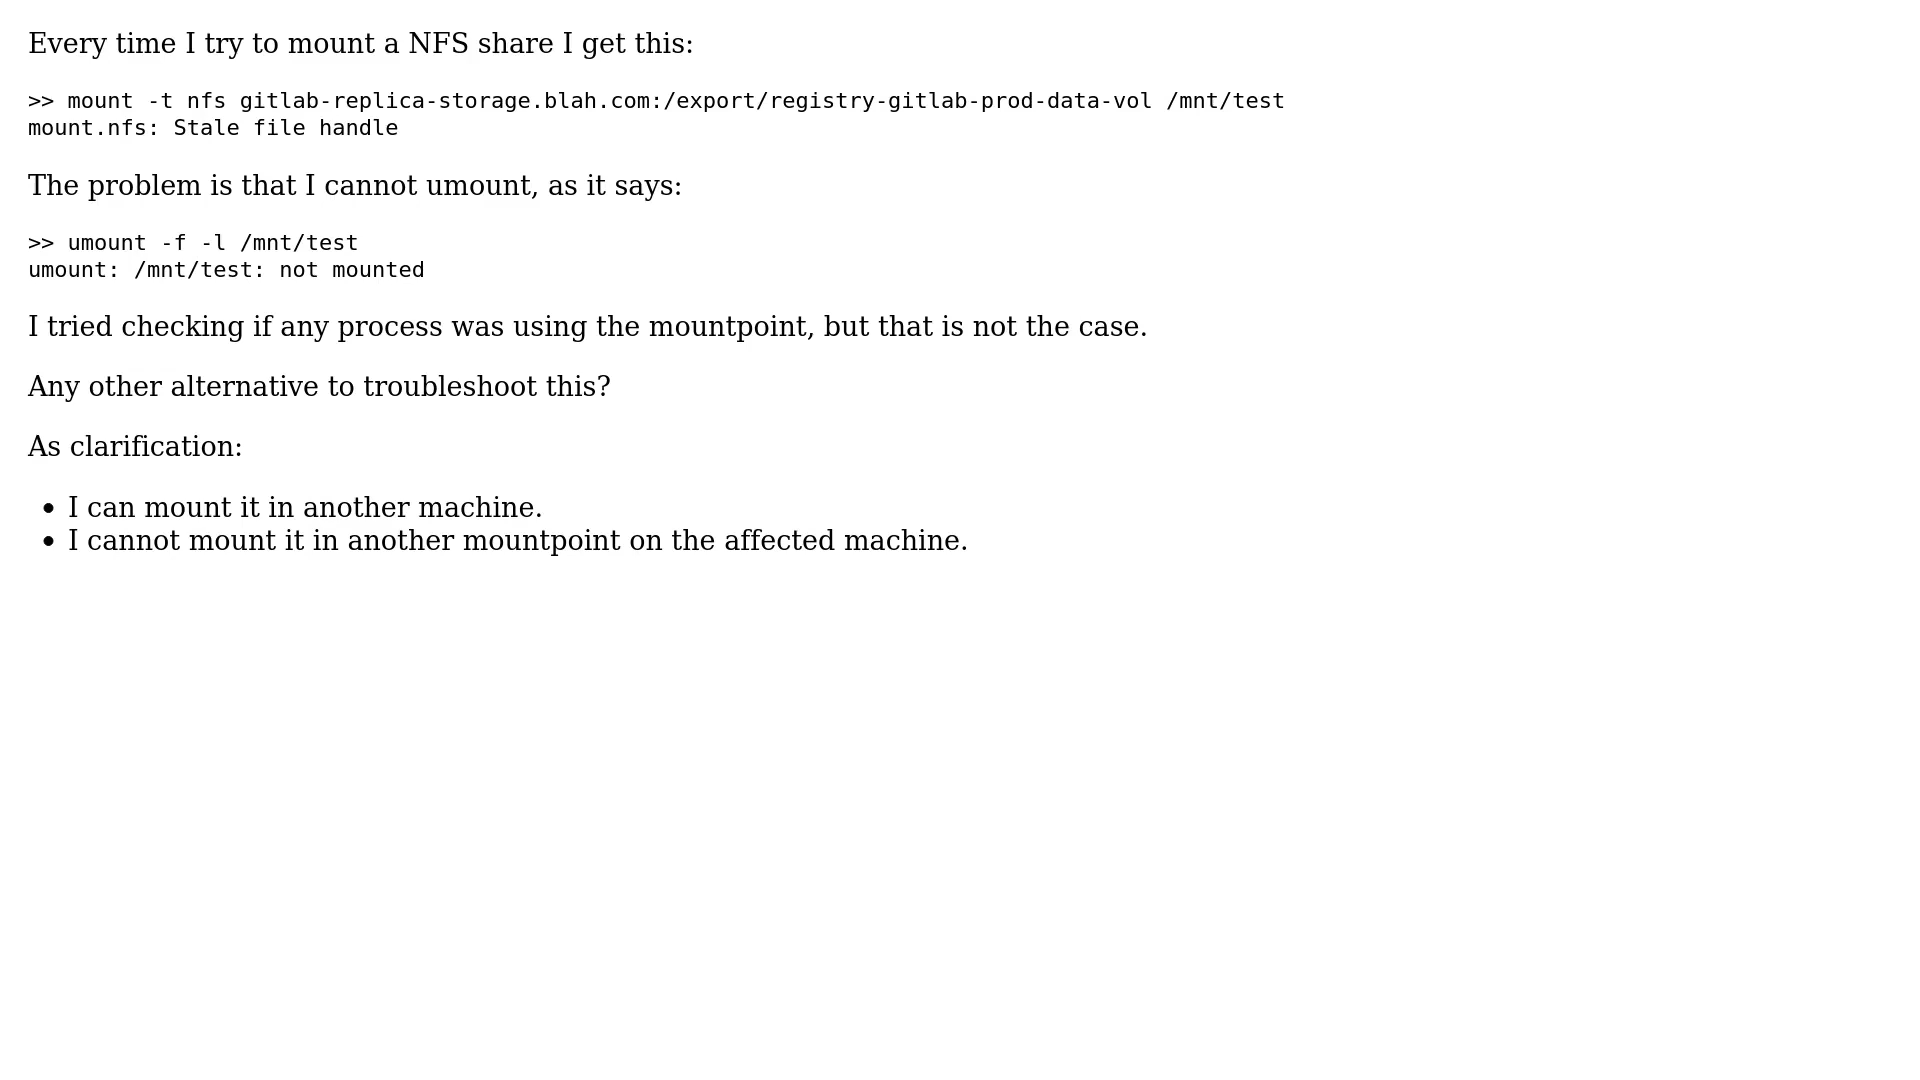 Every time I try to mount a NFS share I get this:
>> mount -t nfs gitlab-replica-storage.blah.com:/export/registry-gitlab-prod-data-vol /mnt/test
mount.nfs: Stale file handle
The problem is that I cannot umount, as it says:
>> umount -f -l /mnt/test
umount: /mnt/test: not mounted
I tried checking if any process was using the mountpoint, but that is not the case.
Any other alternative to troubleshoot this?
As clarification:
• I can mount it in another machine.
• I cannot mount it in another mountpoint on the affected machine.